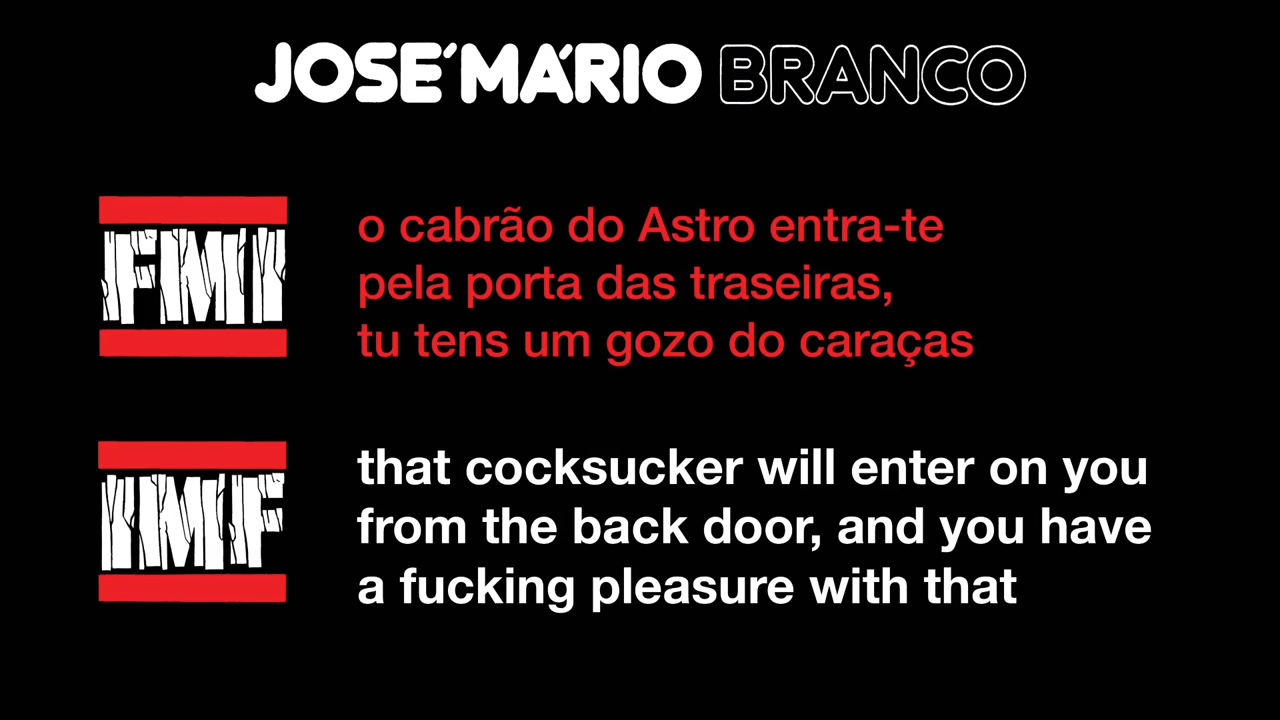 JOSÉ MÁRIO BRANCO
FMI
o cabrão do Astro entra-te
pela porta das traseiras,
tu tens um gozo do caraças
IMF
that cocksucker will enter on you
from the back door, and you have
a fucking pleasure with that